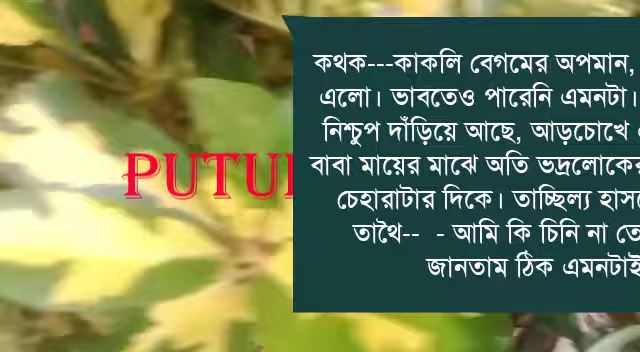 কথক---কাকলি বেগমের অপমান,
এলো। ভাবতেও পারেনি এমনটা।
নিশ্চুপ দাঁড়িয়ে আছে, আড়চোখে
বাবা মায়ের মাঝে অতি ভদ্রলোকের
চেহারাটার দিকে। তাচ্ছিল্য
তাথৈ-- - আমি কি চিনি না
জানতাম ঠিক এমনটাই